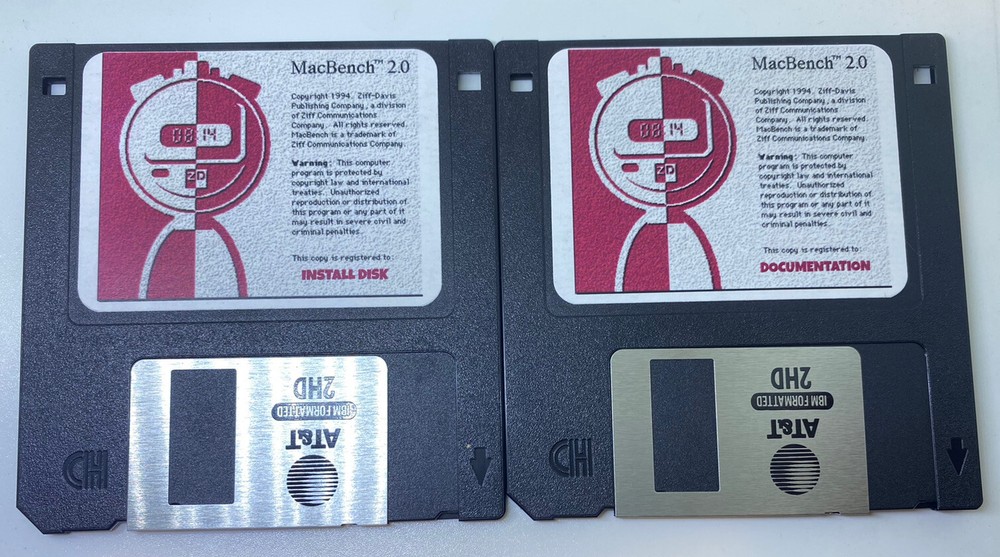 MacBench™ 2.0
Copyright 1994, Ziff-Davis
Publishing Company, a division
of Ziff Communications
Company. All rights reserved.
MacBench is a trademark of
Ziff Communications Company
Warning: This computer
program is protected by
copyright law and international
treaties. Unauthorized
reproduction or distribution of
this program or any part of it
may result in severe civil and
criminal penalties.
This copy is registered to:
INSTALL DISK
08:14
ZD
2HD
IBM FORMATTED
AT&T
HD
MacBench™ 2.0
Copyright 1994, Ziff-Davis
Publishing Company, a division
of Ziff Communications
Company. All rights reserved.
MacBench is a trademark of
Ziff Communications Company
Warning: This computer
program is protected by
copyright law and international
treaties. Unauthorized
reproduction or distribution of
this program or any part of it
may result in severe civil and
criminal penalties.
This copy is registered to:
DOCUMENTATION
08:14
ZD
2HD
IBM FORMATTED
AT&T
HD